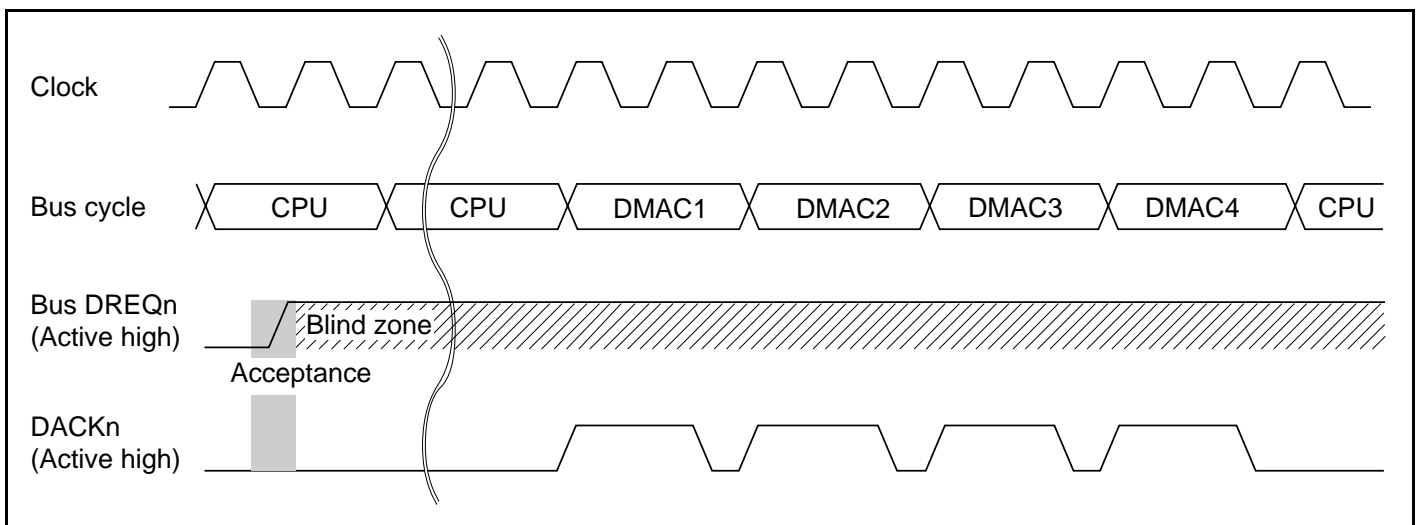 Clock
Bus cycle CPU CPU DMAC1 DMAC2 DMAC3 DMAC4 CPU
Bus DREQn
(Active high)
Blind zone
Acceptance
DACKn
(Active high)